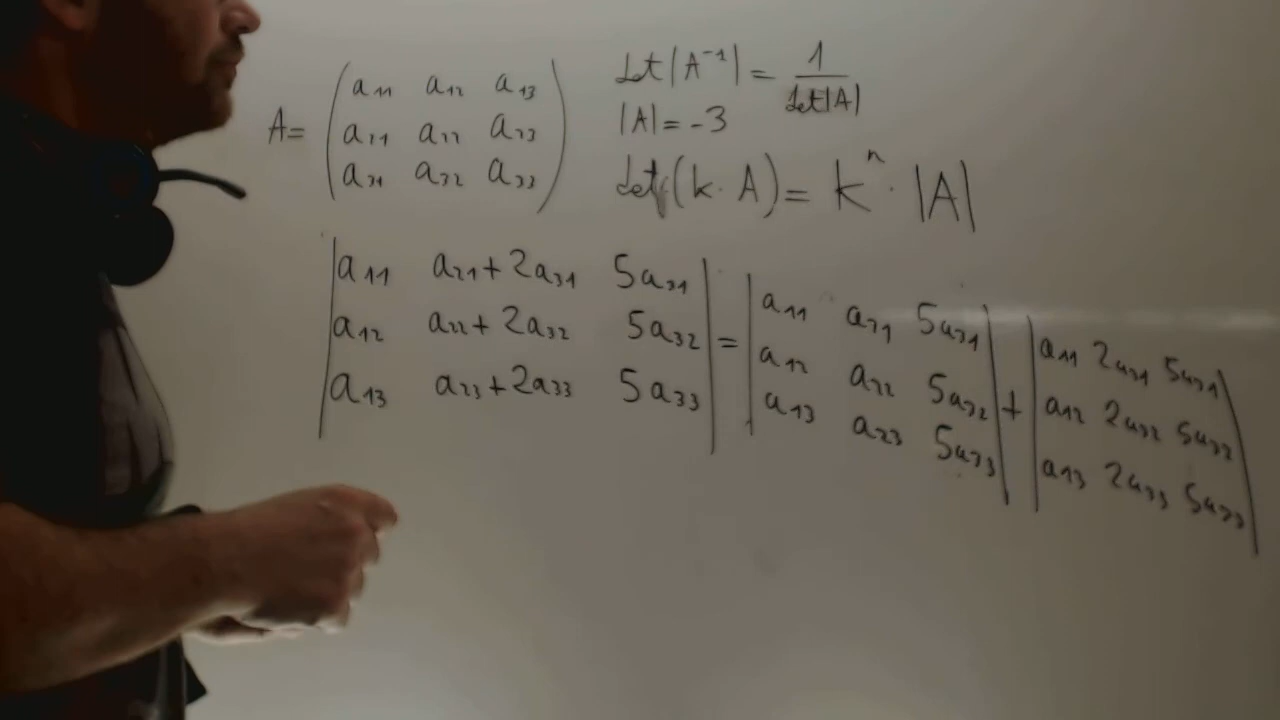 A = ( a₁₁ a₁₂ a₁₃
a₂₁ a₂₂ a₂₃
a₃₁ a₃₂ a₃₃ )
det|A⁻¹| = 1/det|A|
|A| = -3
det(k · A) = kⁿ · |A|
| a₁₁ a₂₁+2a₃₁ 5a₃₁
a₁₂ a₂₂+2a₃₂ 5a₃₂
a₁₃ a₂₃+2a₃₃ 5a₃₃ |
= | a₁₁ a₂₁ 5a₃₁
a₁₂ a₂₂ 5a₃₂
a₁₃ a₂₃ 5a₃₃ |
+ | a₁₁ 2a₃₁ 5a₃₁
a₁₂ 2a₃₂ 5a₃₂
a₁₃ 2a₃₃ 5a₃₃ |